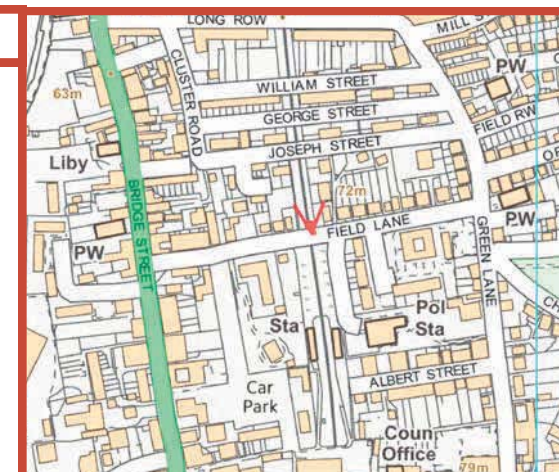 LONG ROW
MILL S
CLUSTER ROAD
WILLIAM STREET
PW
63m
GEORGE STREET
FIELD RW
JOSEPH STREET
Liby
72m
BRIDGE STREET
PW
FIELD LANE
GREEN LANE
PW
Sta
Pol
Sta
Car
Park
ALBERT STREET
Coun
Office
79m